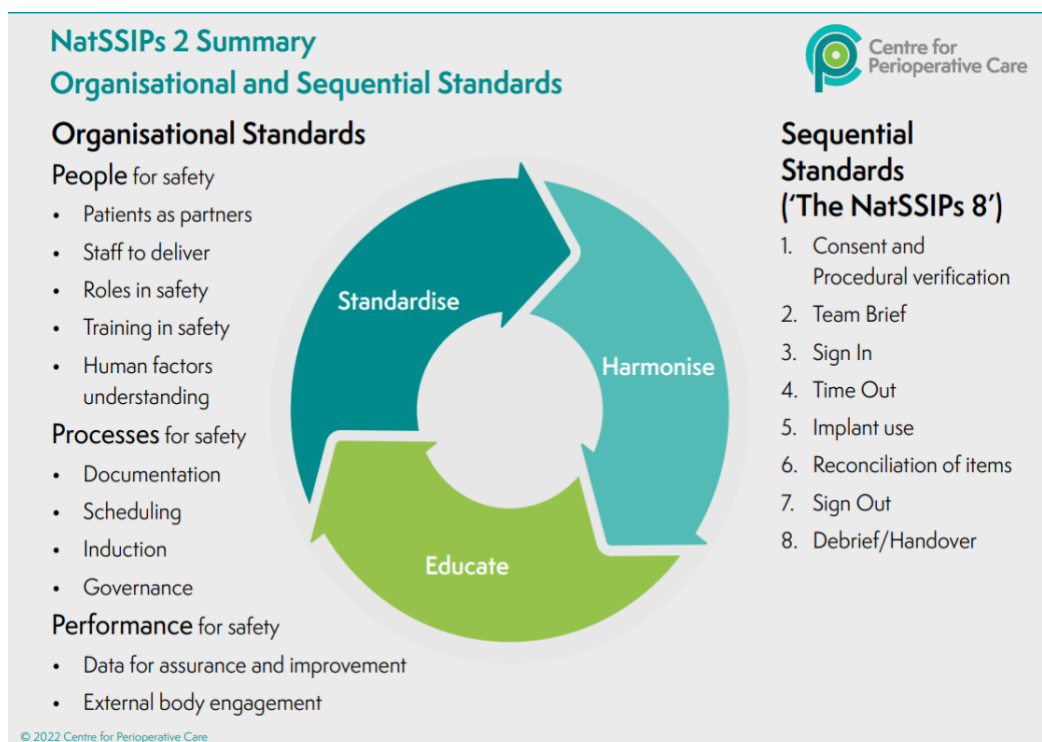 NatSSIPs 2 Summary
Organisational and Sequential Standards
Centre for
Perioperative Care
Organisational Standards
People for safety
• Patients as partners
• Staff to deliver
• Roles in safety
• Training in safety
• Human factors
understanding
Processes for safety
• Documentation
• Scheduling
• Induction
• Governance
Performance for safety
• Data for assurance and improvement
• External body engagement
Standardise
Harmonise
Educate
Sequential
Standards
(‘The NatSSIPs 8’)
1. Consent and
Procedural verification
2. Team Brief
3. Sign In
4. Time Out
5. Implant use
6. Reconciliation of items
7. Sign Out
8. Debrief/Handover
© 2022 Centre for Perioperative Care